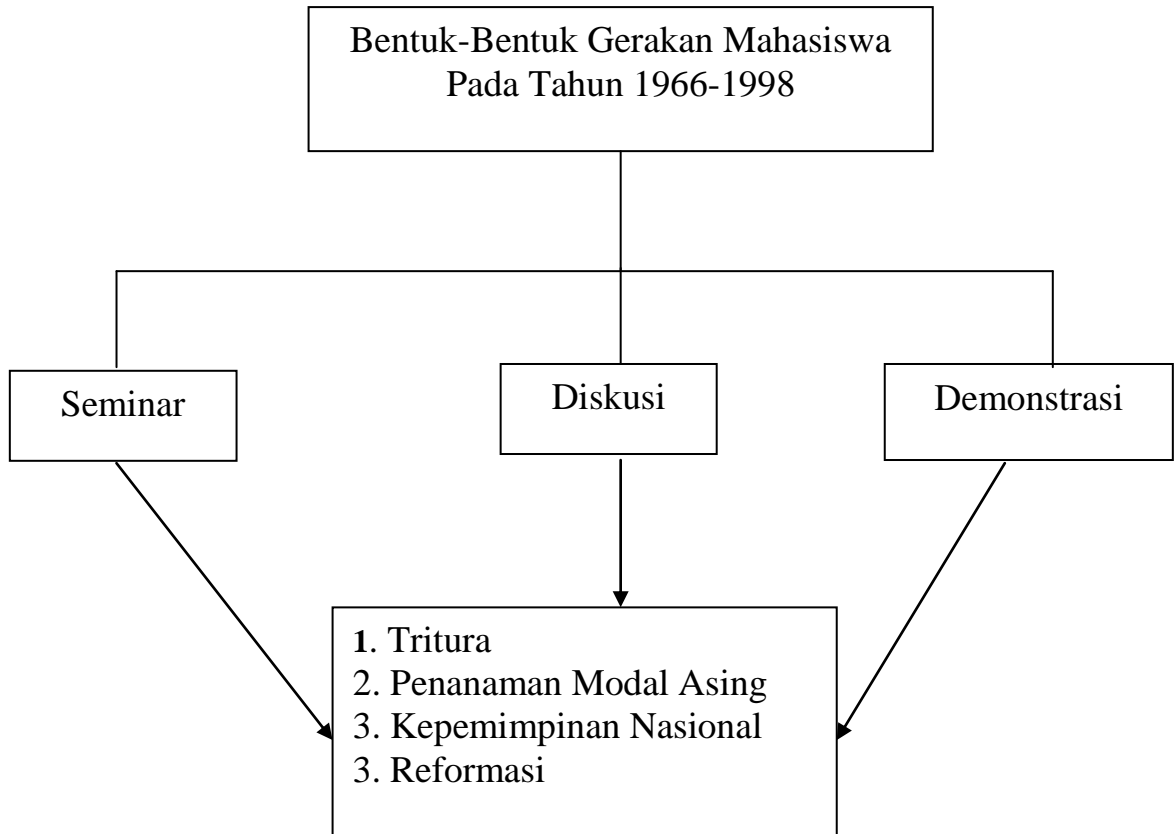 Bentuk-Bentuk Gerakan Mahasiswa
Pada Tahun 1966-1998
Seminar
Diskusi
Demonstrasi
1. Tritura
2. Penanaman Modal Asing
3. Kepemimpinan Nasional
3. Reformasi